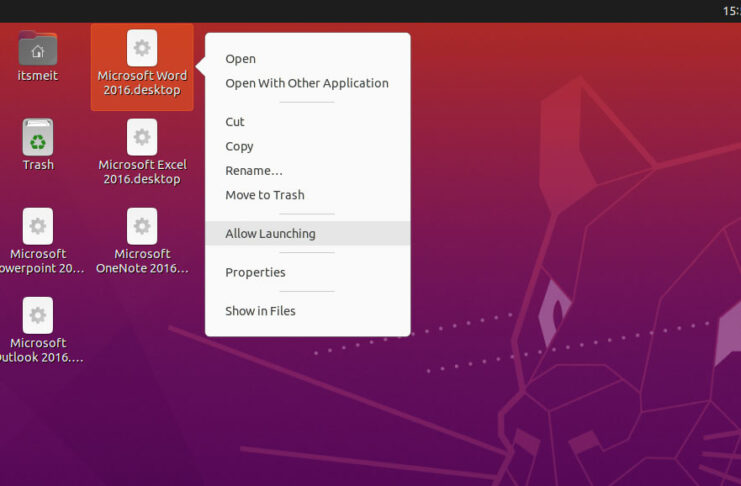 15:
itsmeit
Microsoft Word
2016.desktop
Trash
Microsoft Excel
2016.desktop
Microsoft
owerpoint 20...
Microsoft
OneNote 2016...
Microsoft
Outlook 2016....
Open
Open With Other Application
Cut
Copy
Rename...
Move to Trash
Allow Launching
Properties
Show in Files